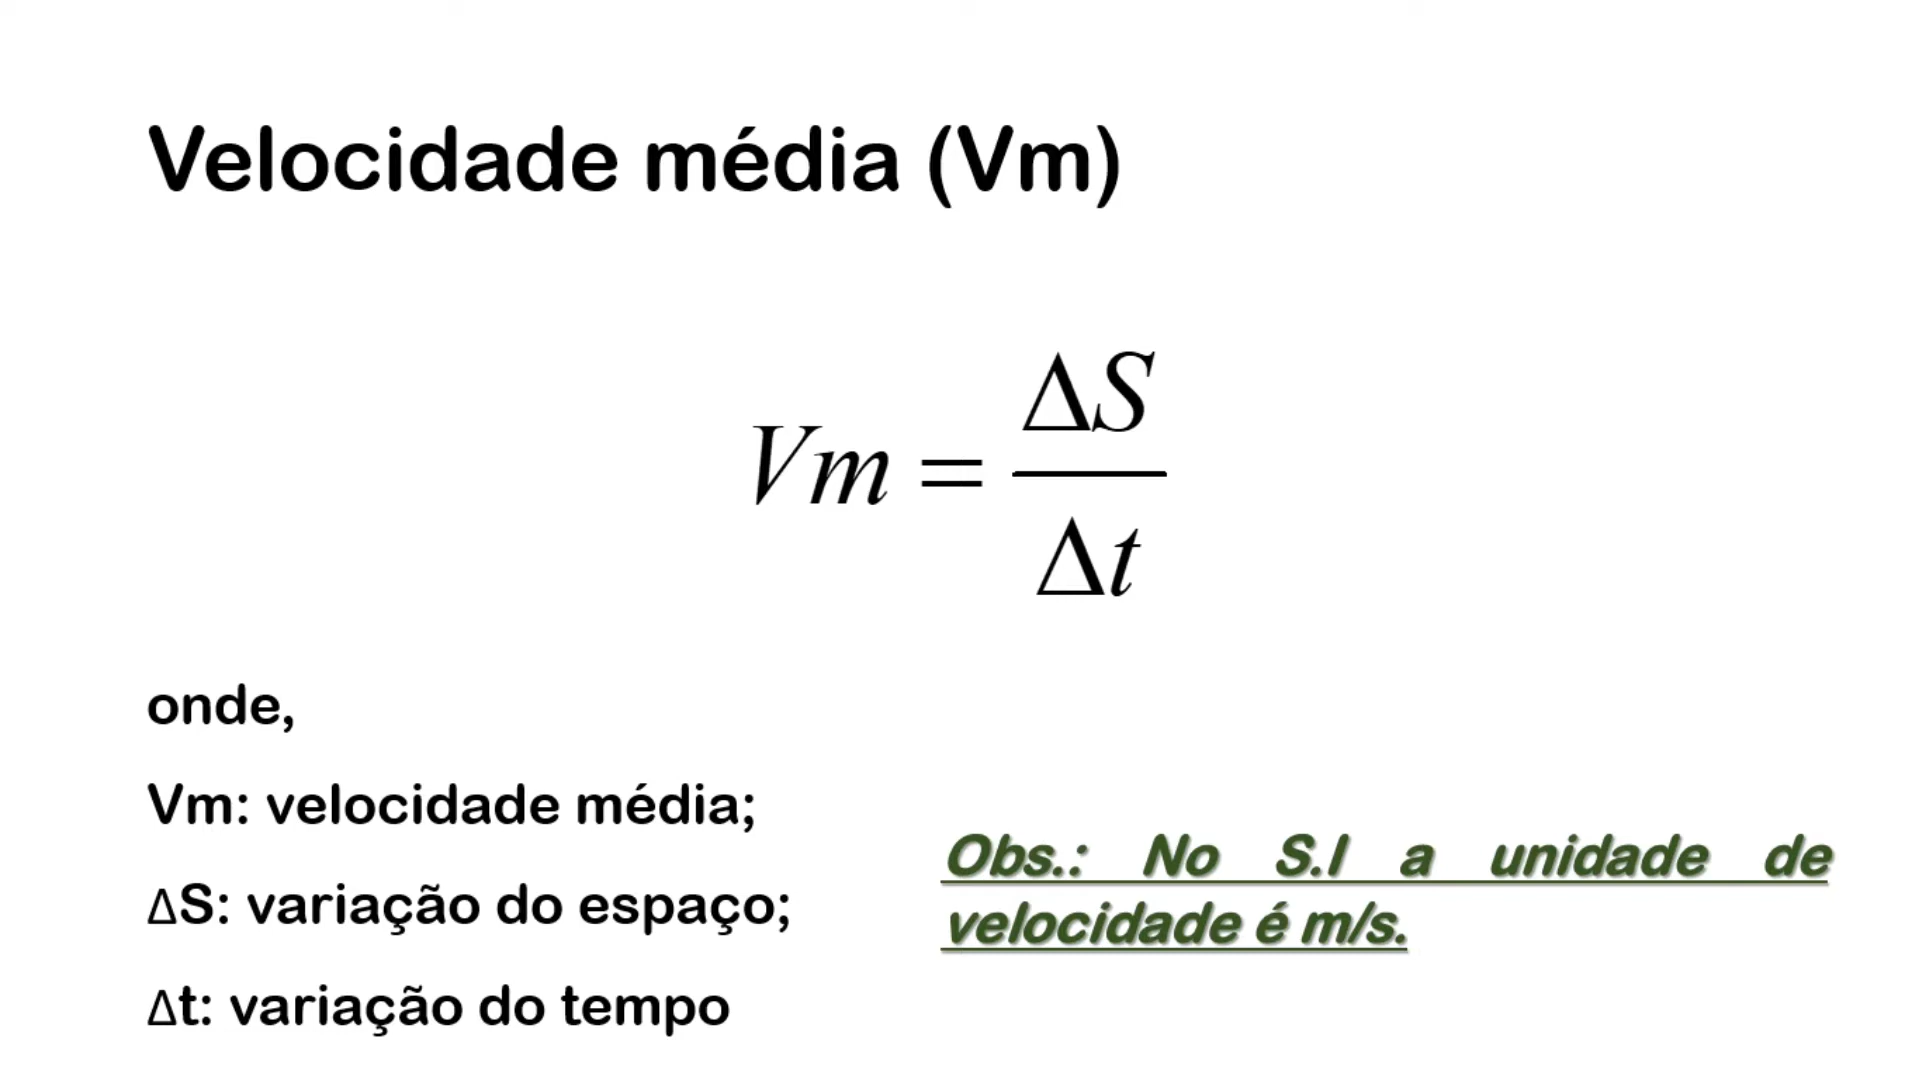 Velocidade média (Vm)
Vm = ΔS / Δt
onde,
Vm: velocidade média;
ΔS: variação do espaço;
Δt: variação do tempo
Obs.: No S.I a unidade de
velocidade é m/s.